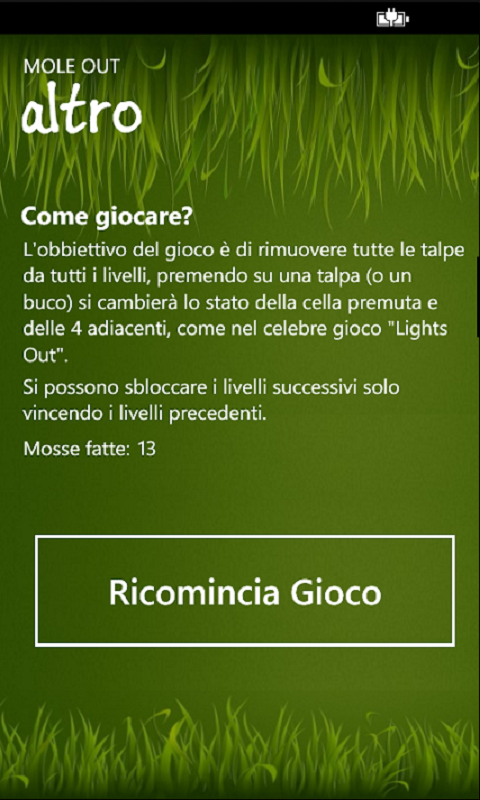 MOLE OUT
altro
Come giocare?
L'obbiettivo del gioco è di rimuovere tutte le talpe
da tutti i livelli, premendo su una talpa (o un
buco) si cambierà lo stato della cella premuta e
delle 4 adiacenti, come nel celebre gioco "Lights
Out".
Si possono sbloccare i livelli successivi solo
vincendo i livelli precedenti.
Mosse fatte: 13
Ricomincia Gioco